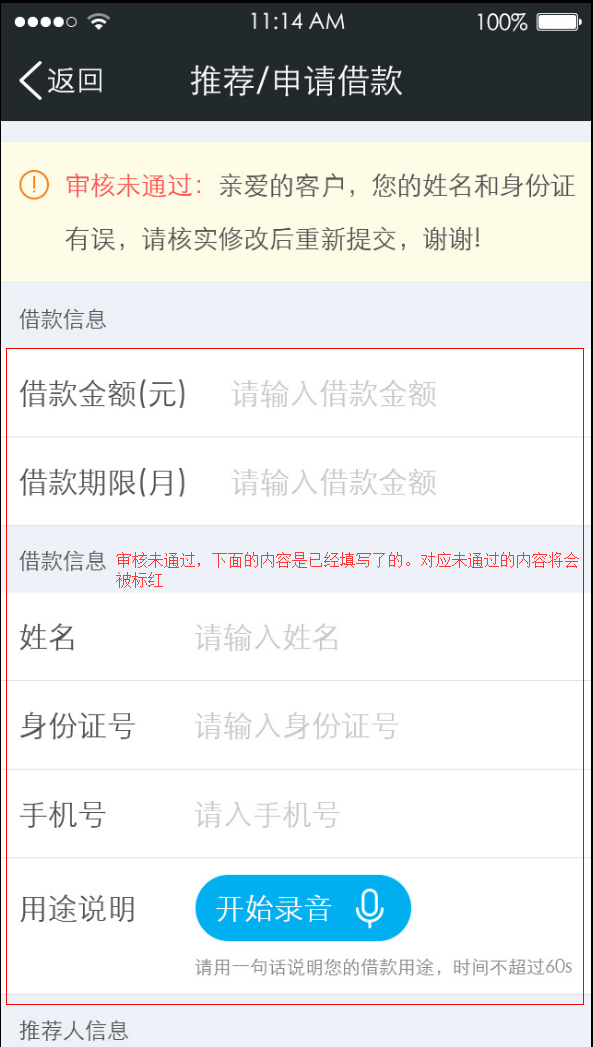 11:14 AM 100%
返回 推荐/申请借款
审核未通过：亲爱的客户，您的姓名和身份证
有误，请核实修改后重新提交，谢谢!
借款信息
借款金额(元) 请输入借款金额
借款期限(月) 请输入借款金额
借款信息 审核未通过，下面的内容是已经填写了的。对应未通过的内容将会
被标红
姓名 请输入姓名
身份证号 请输入身份证号
手机号 请入手机号
用途说明 开始录音
请用一句话说明您的借款用途，时间不超过60s
推荐人信息